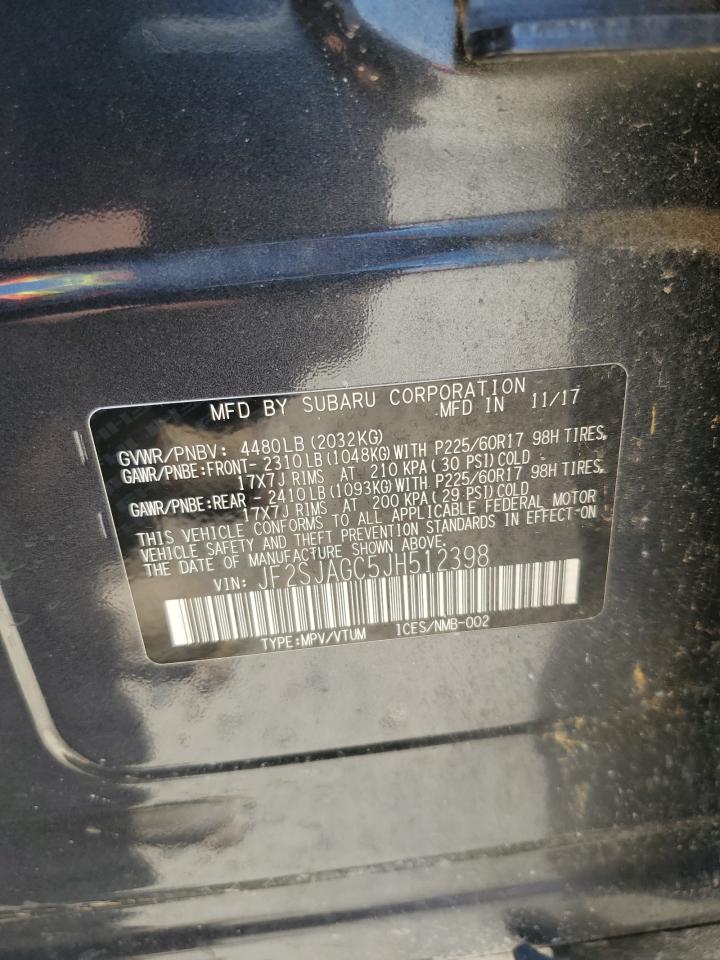 MFD BY SUBARU CORPORATION
MFD IN 11/17
GVWR/PNBV: 4480LB(2032KG)
GAWR/PNBE:FRONT- 2310LB(1048KG)WITH P225/60R17 98H TIRES,
17X7J RIMS AT 210 KPA(30 PSI)COLD
GAWR/PNBE:REAR - 2410LB(1093KG)WITH P225/60R17 98H TIRES,
17X7J RIMS AT 200 KPA(29 PSI)COLD
THIS VEHICLE CONFORMS TO ALL APPLICABLE FEDERAL MOTOR
VEHICLE SAFETY AND THEFT PREVENTION STANDARDS IN EFFECT ON
THE DATE OF MANUFACTURE SHOWN ABOVE.
VIN: JF2SJAGC5JH512398
TYPE:MPV/VTUM ICES/NMB-002